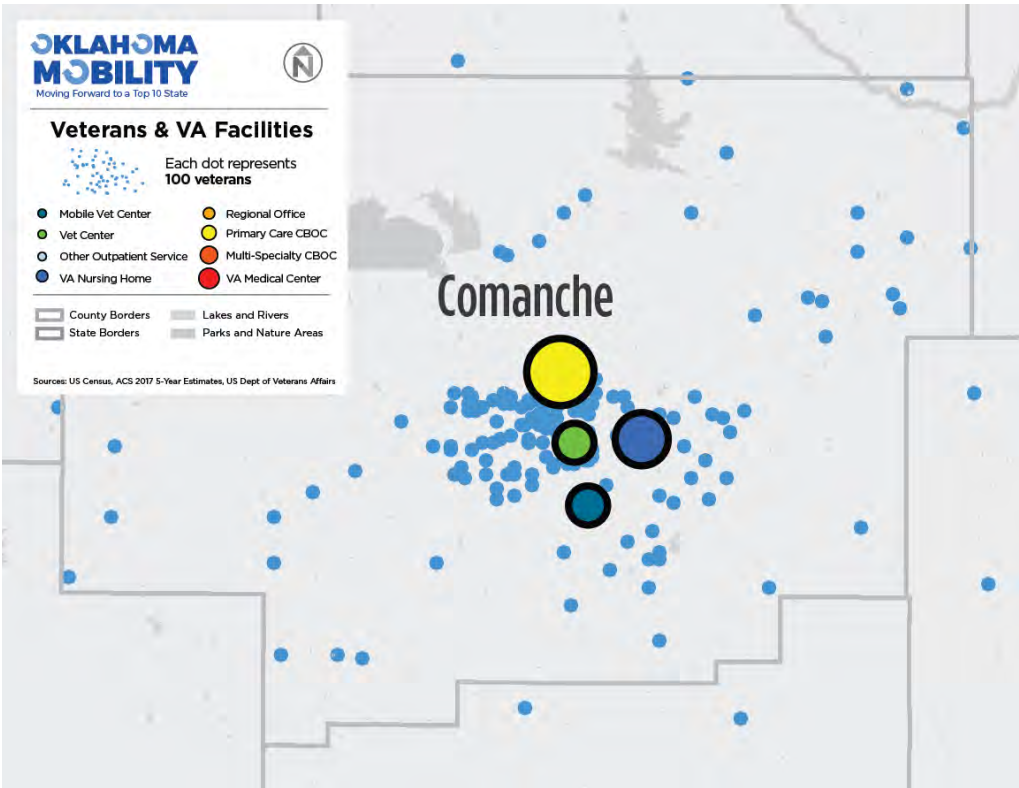 OKLAHOMA
MOBILITY
Moving Forward to a Top 10 State
N
Veterans & VA Facilities
Each dot represents
100 veterans
Mobile Vet Center
Regional Office
Vet Center
Primary Care CBOC
Other Outpatient Service
Multi-Specialty CBOC
VA Nursing Home
VA Medical Center
County Borders
Lakes and Rivers
State Borders
Parks and Nature Areas
Sources: US Census, ACS 2017 5-Year Estimates, US Dept of Veterans Affairs
Comanche